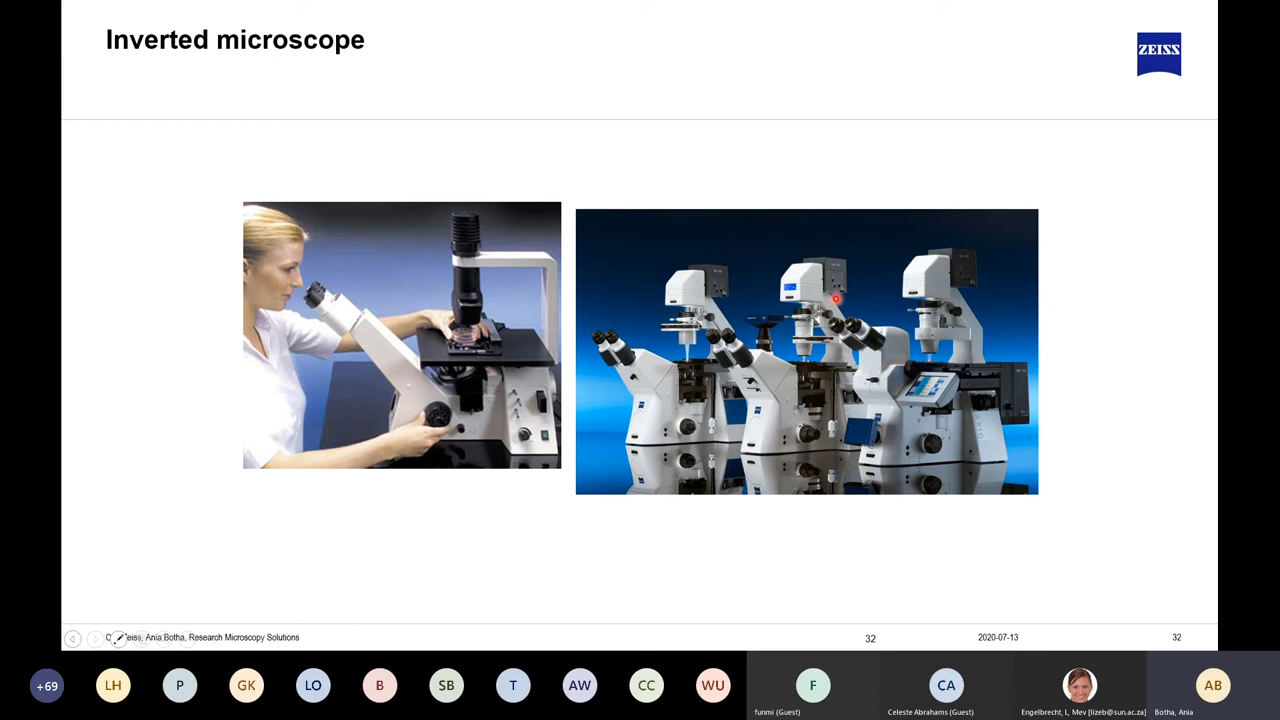 Inverted microscope
ZEISS
Zeiss, Ania Botha, Research Microscopy Solutions
32
2020-07-13
32
+69
LH
P
GK
LO
B
SB
T
AW
CC
WU
F
CA
AB
funmi (Guest)
Celeste Abrahams (Guest)
Engelbrecht, L, Mev [lizeb@sun.ac.za]
Botha, Ania